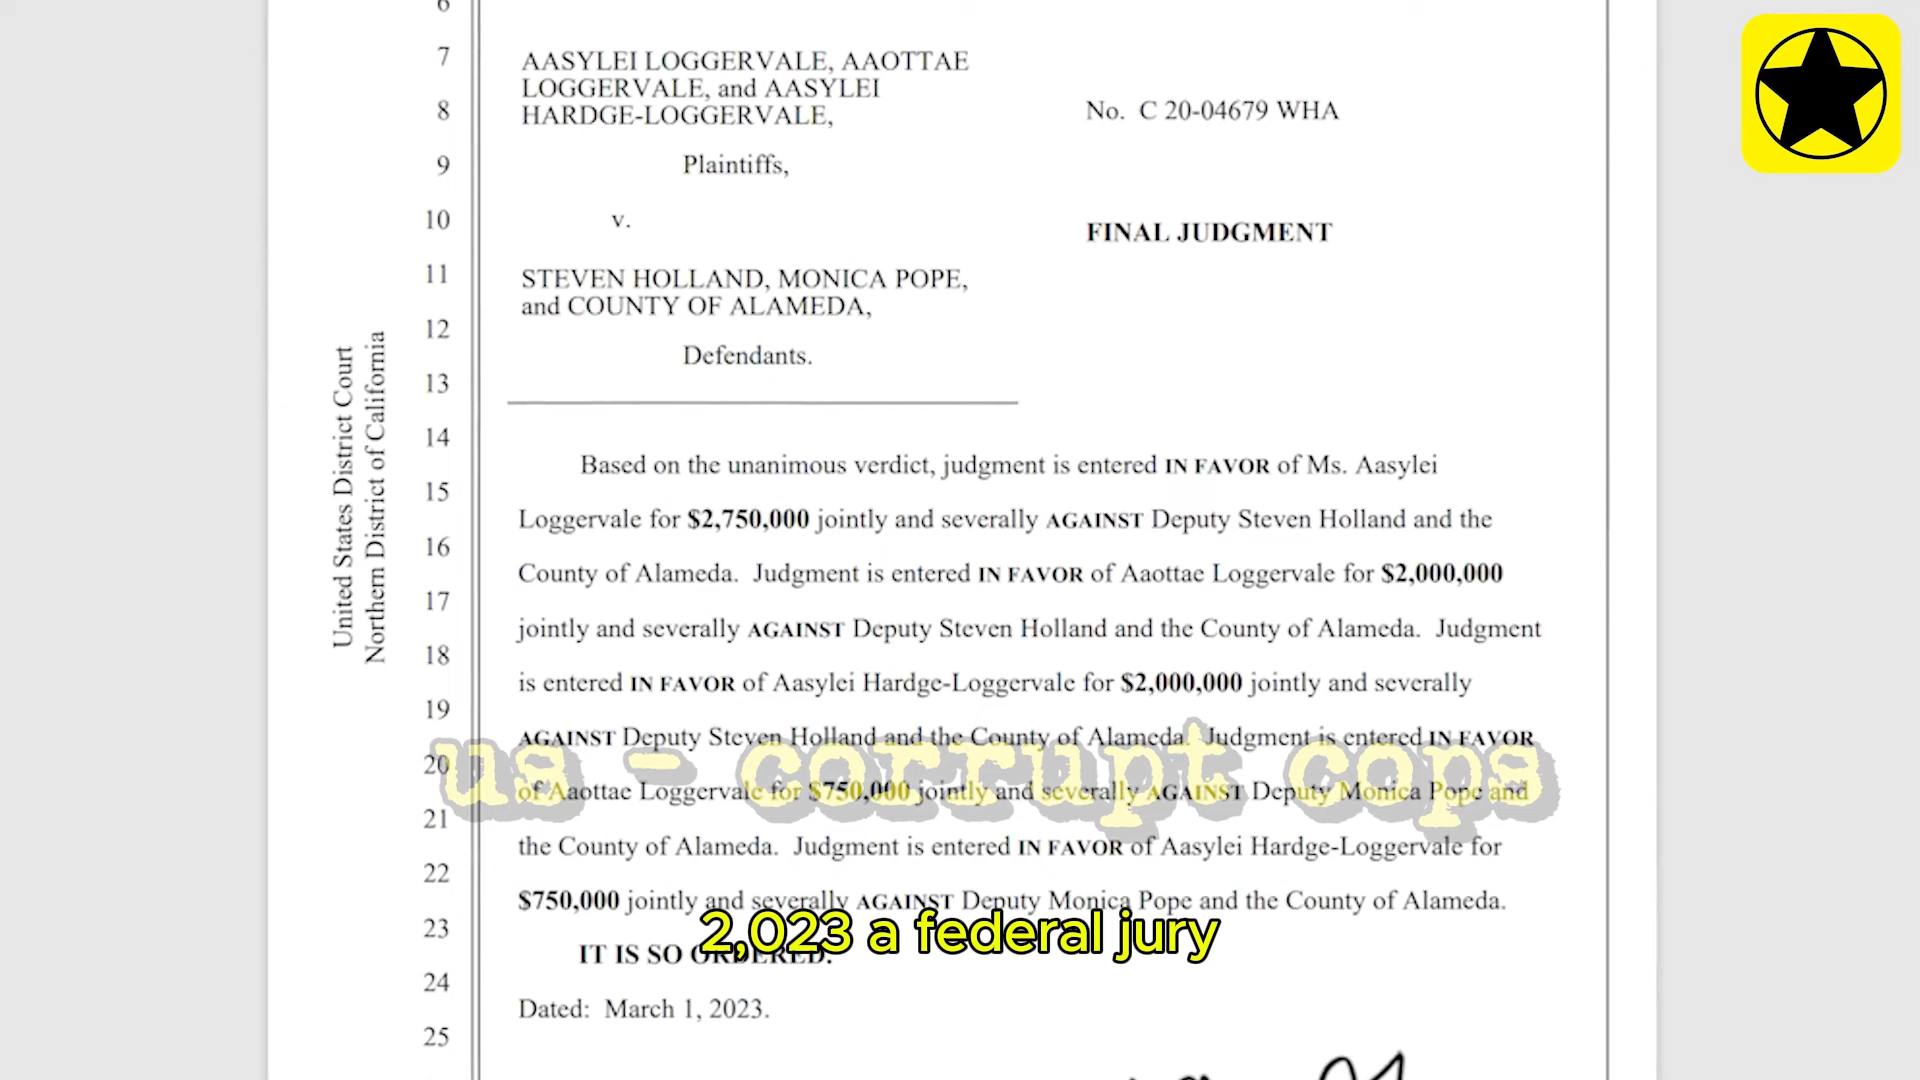 6
7
AASYLEI LOGGERVALE, AAOTTAE
LOGGERVALE, and AASYLEI
HARDGE-LOGGERVALE,
8
No. C 20-04679 WHA
9
Plaintiffs,
10
v.
FINAL JUDGMENT
11
STEVEN HOLLAND, MONICA POPE,
and COUNTY OF ALAMEDA,
12
Defendants.
13
United States District Court
Northern District of California
14
Based on the unanimous verdict, judgment is entered IN FAVOR of Ms. Aasylei
15
Loggervale for $2,750,000 jointly and severally AGAINST Deputy Steven Holland and the
16
County of Alameda. Judgment is entered IN FAVOR of Aaottae Loggervale for $2,000,000
17
jointly and severally AGAINST Deputy Steven Holland and the County of Alameda. Judgment
18
is entered IN FAVOR of Aasylei Hardge-Loggervale for $2,000,000 jointly and severally
19
AGAINST Deputy Steven Holland and the County of Alameda. Judgment is entered IN FAVOR
20
us - corrupt cops
of Aaottae Loggervale for $750,000 jointly and severally AGAINST Deputy Monica Pope and
21
the County of Alameda. Judgment is entered IN FAVOR of Aasylei Hardge-Loggervale for
22
$750,000 jointly and severally AGAINST Deputy Monica Pope and the County of Alameda.
23
2,023 a federal jury
IT IS SO ORDERED.
24
Dated: March 1, 2023.
25